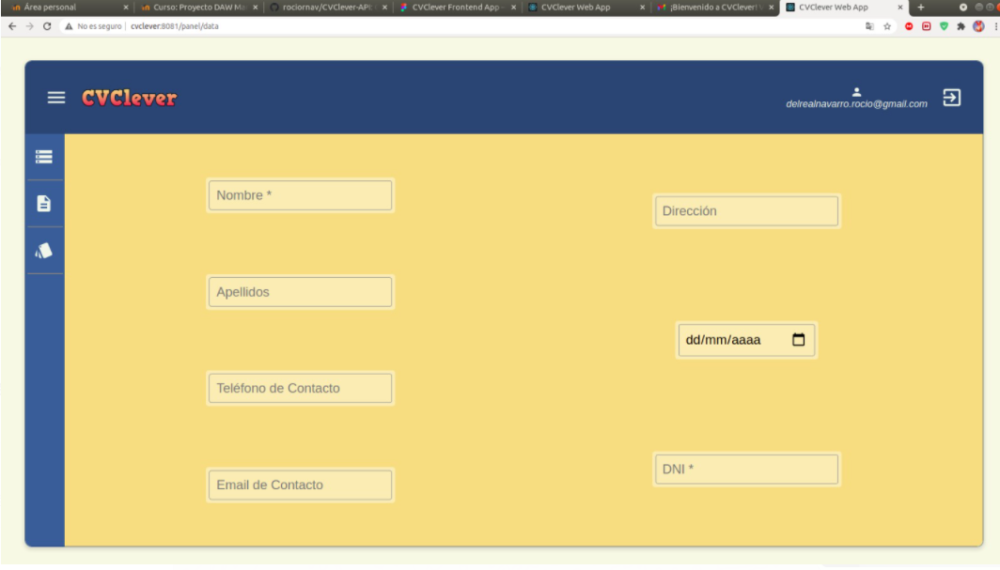 Área personal
Curso: Proyecto DAW Ma
rociornav/CVClever-API:
CVClever Frontend App -
CVClever Web App
¡Bienvenido a CVClever!
CVClever Web App
No es seguro | cvclever:8081/panel/data
CVClever
delrealnavarro.rocio@gmail.com
Nombre *
Dirección
Apellidos
dd/mm/aaaa
Teléfono de Contacto
DNI *
Email de Contacto